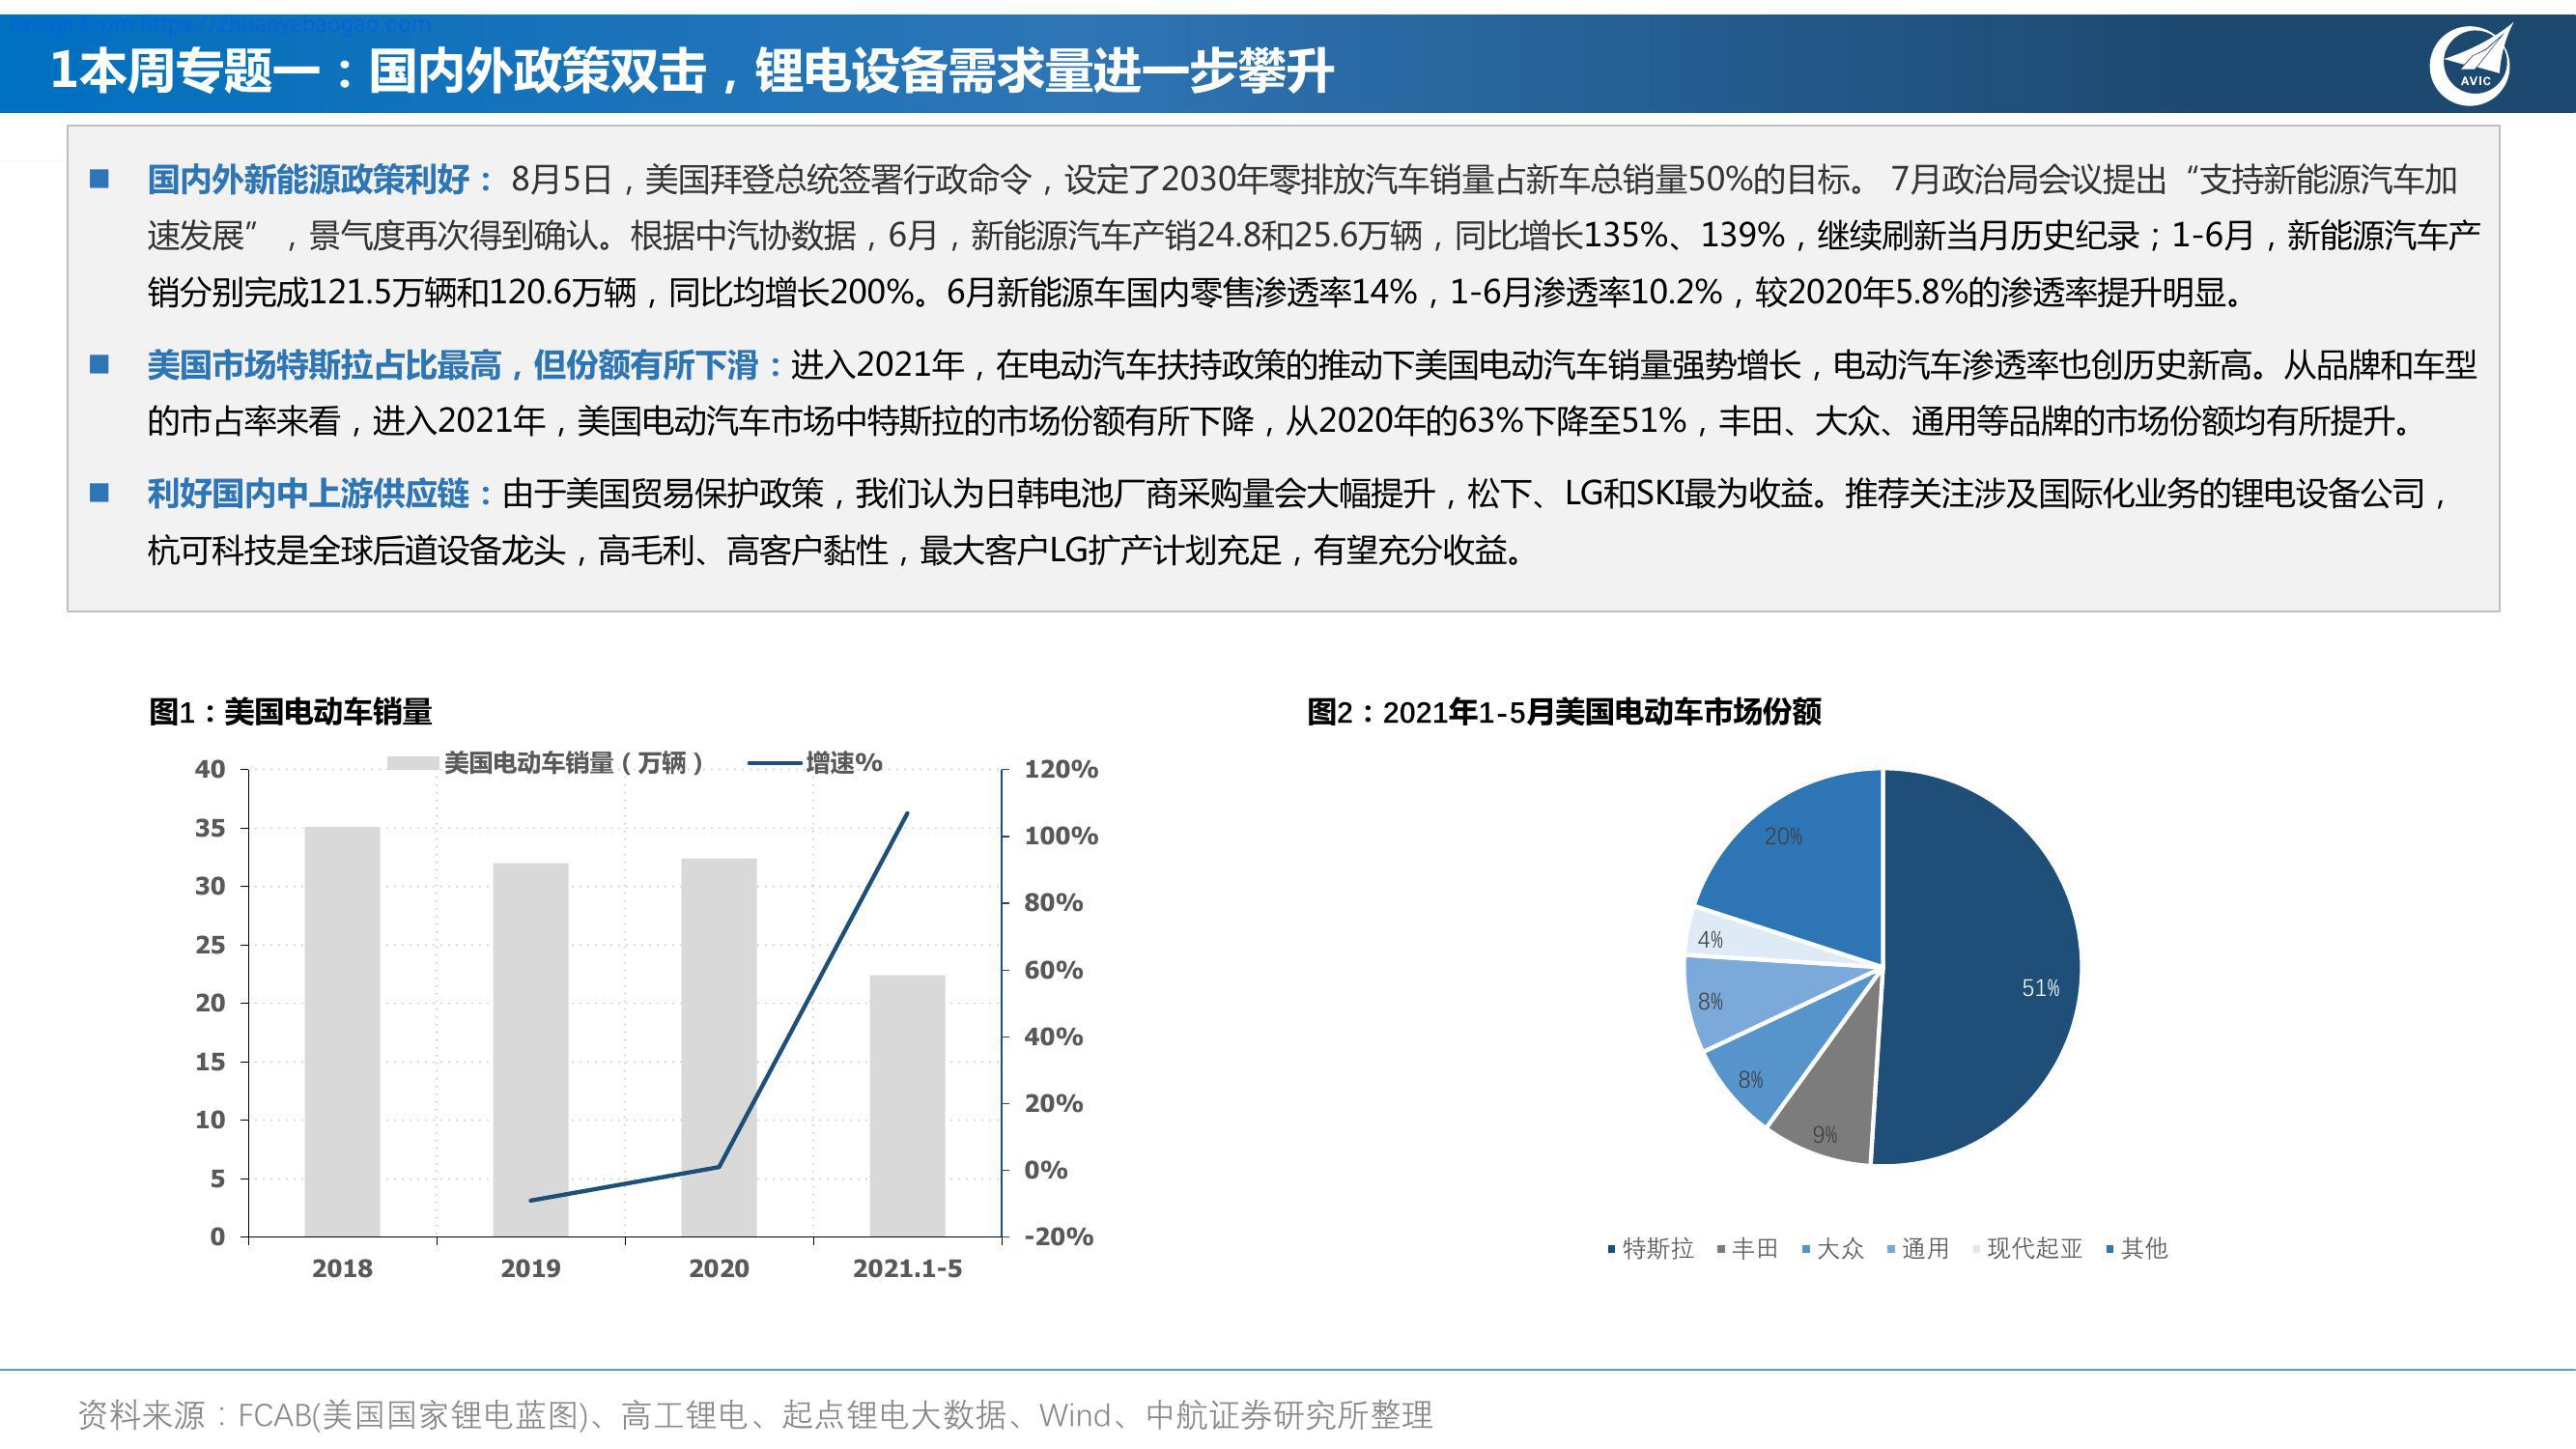 Image From https://zhuanyebaogao.com
1本周专题一：国内外政策双击，锂电设备需求量进一步攀升
AVIC
国内外新能源政策利好： 8月5日，美国拜登总统签署行政命令，设定了2030年零排放汽车销量占新车总销量50%的目标。 7月政治局会议提出“支持新能源汽车加
速发展” ，景气度再次得到确认。根据中汽协数据，6月，新能源汽车产销24.8和25.6万辆，同比增长135%、139%，继续刷新当月历史纪录；1-6月，新能源汽车产
销分别完成121.5万辆和120.6万辆，同比均增长200%。6月新能源车国内零售渗透率14%，1-6月渗透率10.2%，较2020年5.8%的渗透率提升明显。
美国市场特斯拉占比最高，但份额有所下滑：进入2021年，在电动汽车扶持政策的推动下美国电动汽车销量强势增长，电动汽车渗透率也创历史新高。从品牌和车型
的市占率来看，进入2021年，美国电动汽车市场中特斯拉的市场份额有所下降，从2020年的63%下降至51%，丰田、大众、通用等品牌的市场份额均有所提升。
利好国内中上游供应链：由于美国贸易保护政策，我们认为日韩电池厂商采购量会大幅提升，松下、LG和SKI最为收益。推荐关注涉及国际化业务的锂电设备公司，
杭可科技是全球后道设备龙头，高毛利、高客户黏性，最大客户LG扩产计划充足，有望充分收益。
图1：美国电动车销量
美国电动车销量（万辆） 增速%
40
35
30
25
20
15
10
5
0
120%
100%
80%
60%
40%
20%
0%
-20%
2018 2019 2020 2021.1-5
图2：2021年1-5月美国电动车市场份额
20%
4%
8%
8%
9%
51%
特斯拉 丰田 大众 通用 现代起亚 其他
资料来源：FCAB(美国国家锂电蓝图)、高工锂电、起点锂电大数据、Wind、中航证券研究所整理